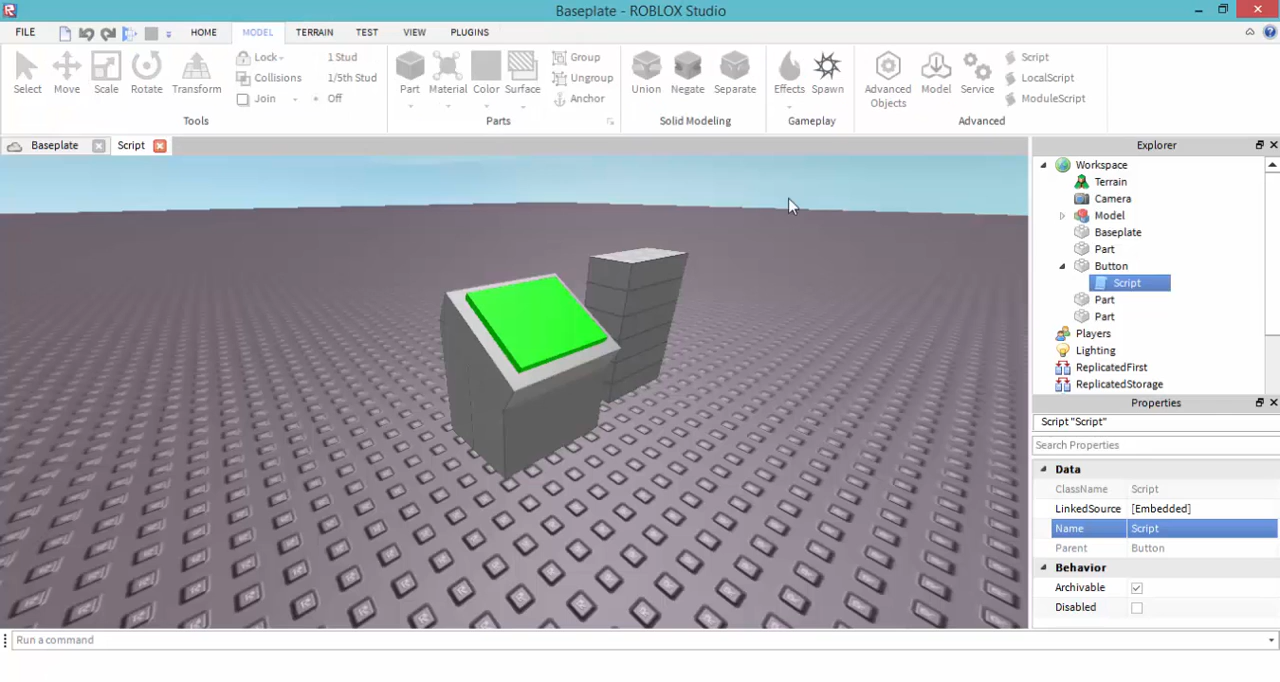 Baseplate - ROBLOX Studio
FILE HOME MODEL TERRAIN TEST VIEW PLUGINS
Select Move Scale Rotate Transform
Lock 1 Stud
Collisions 1/5th Stud
Join Off
Tools
Part Material Color Surface
Group
Ungroup
Anchor
Parts
Union Negate Separate
Solid Modeling
Effects Spawn
Gameplay
Advanced Objects Model Service
Script
LocalScript
ModuleScript
Advanced
Baseplate Script
Explorer
Workspace
Terrain
Camera
Model
Baseplate
Part
Button
Script
Part
Part
Players
Lighting
ReplicatedFirst
ReplicatedStorage
Properties
Script "Script"
Search Properties
Data
ClassName Script
LinkedSource [Embedded]
Name Script
Parent Button
Behavior
Archivable
Disabled
Run a command